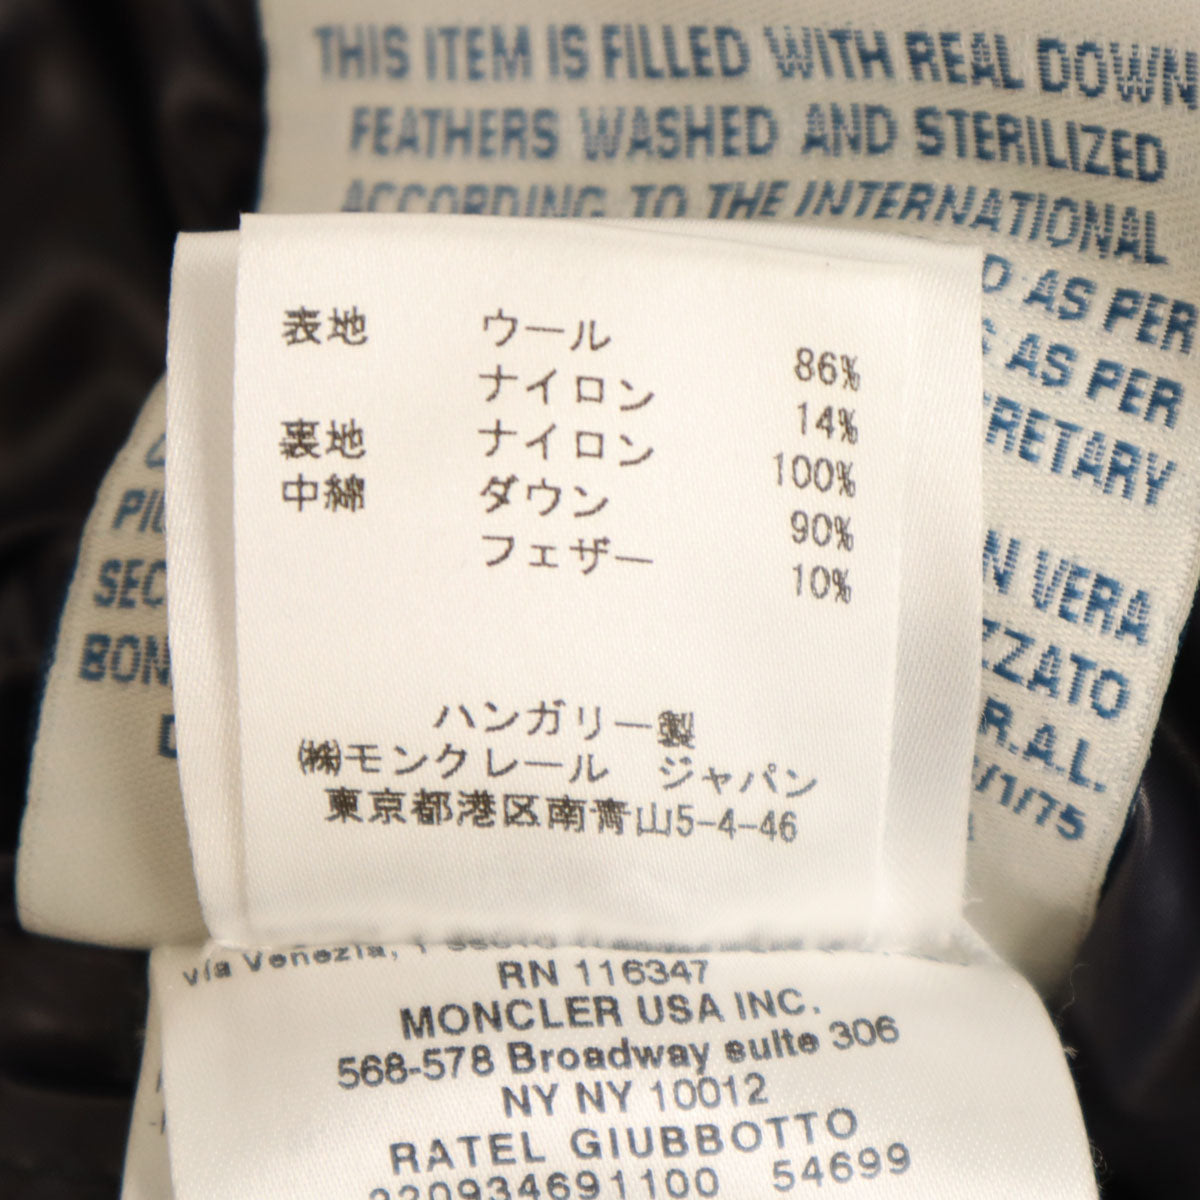 THIS ITEM IS FILLED WITH REAL DOWN
FEATHERS WASHED AND STERILIZED
ACCORDING TO THE INTERNATIONAL
AS PER
AS PER
RETARY
VERA
ZZATO
R.A.L.
/1/75
SEC
BON
表地 ウール 86%
ナイロン 14%
裏地 ナイロン 100%
中綿 ダウン 90%
フェザー 10%
ハンガリー製
㈱モンクレール ジャパン
東京都港区南青山5-4-46
via Venezia, 1
RN 116347
MONCLER USA INC.
568-578 Broadway suite 306
NY NY 10012
RATEL GIUBBOTTO
320934691100 54699